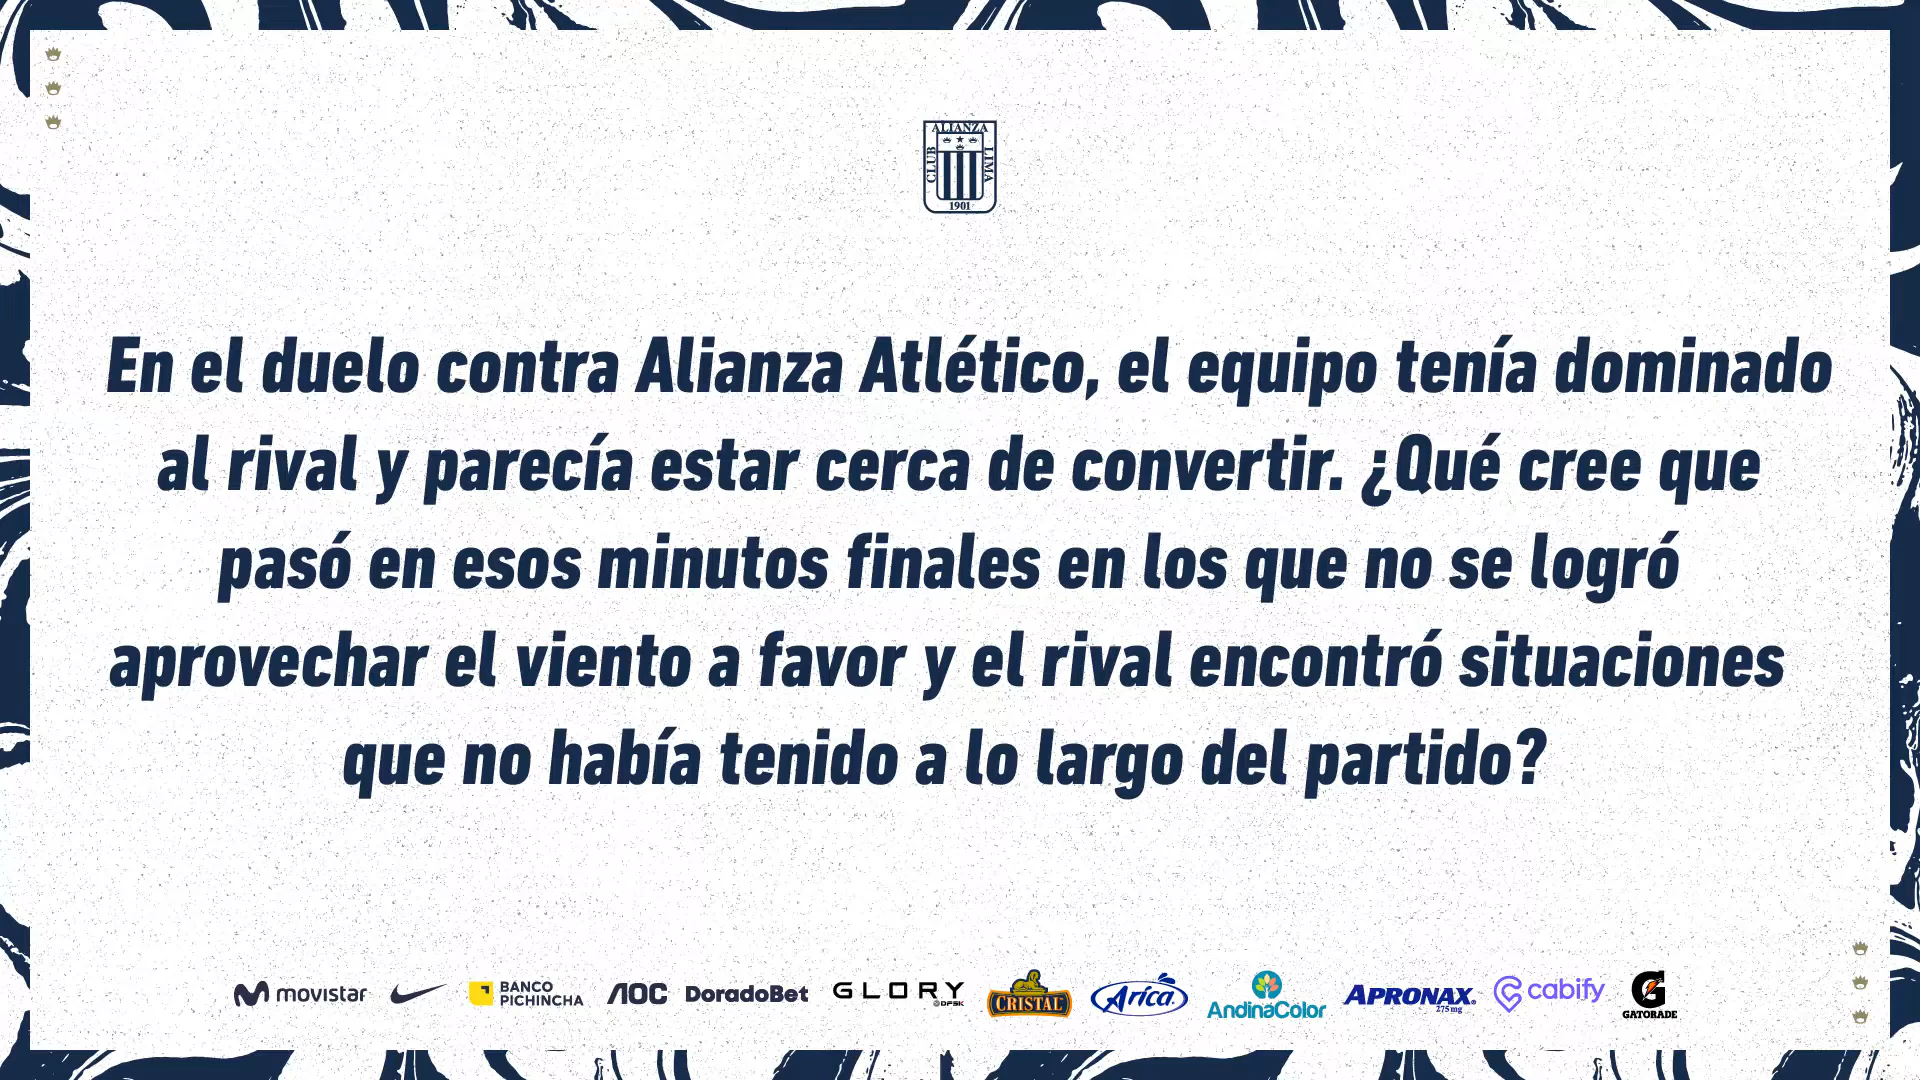 ALIANZA
CLUB
LIMA
1901
En el duelo contra Alianza Atlético, el equipo tenía dominado
al rival y parecía estar cerca de convertir. ¿Qué cree que
pasó en esos minutos finales en los que no se logró
aprovechar el viento a favor y el rival encontró situaciones
que no había tenido a lo largo del partido?
movistar BANCO PICHINCHA AOC DoradoBet GLORY DFSK CRISTAL Arica. AndinaColor APRONAX. 275 mg cabify G GATORADE